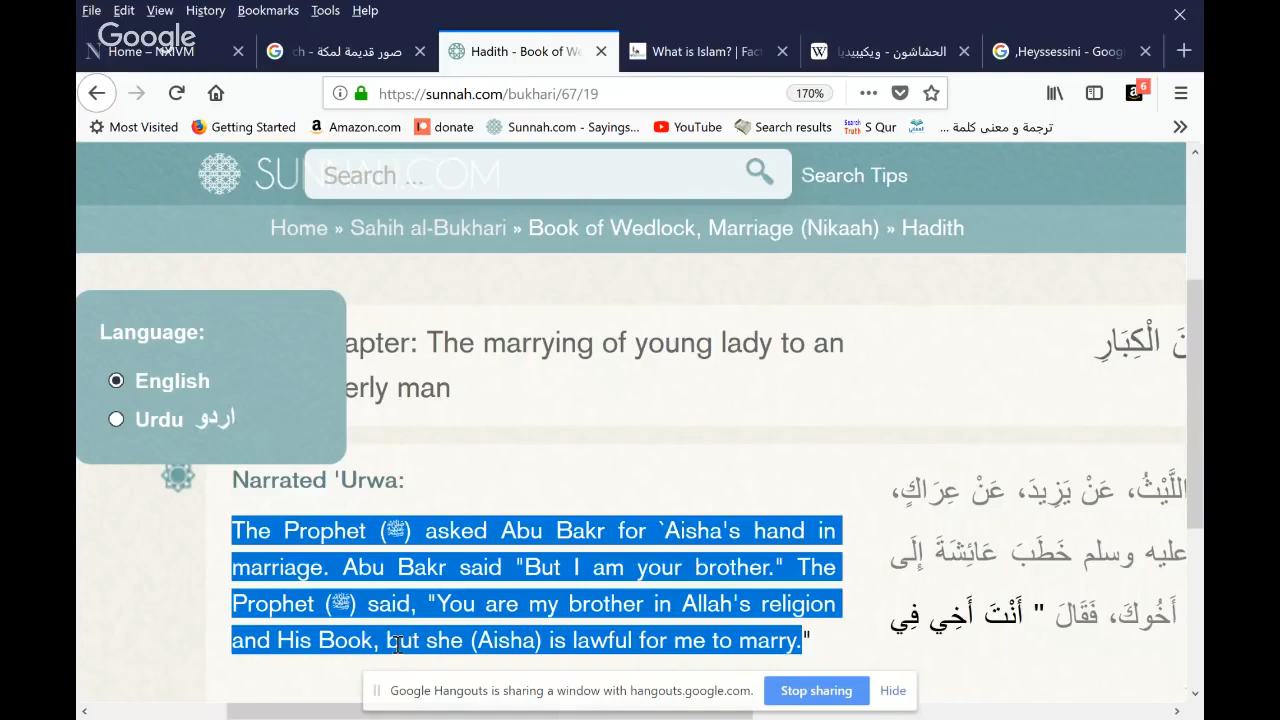 File Edit View History Bookmarks Tools Help
Google
Home – NXIVM
صور قديمة لمكة - ch
Hadith - Book of We
What is Islam? | Fac
الحشاشون - ويكيبيديا
,Heyssessini - Goog
https://sunnah.com/bukhari/67/19
170%
6
Most Visited Getting Started Amazon.com donate Sunnah.com - Sayings... YouTube Search results S Qur ترجمة و معنى كلمة ...
Search ... Search Tips
Home » Sahih al-Bukhari » Book of Wedlock, Marriage (Nikaah) » Hadith
Language:
English
Urdu اردو
apter: The marrying of young lady to an
erly man
نَ الْكِبَارِ
Narrated 'Urwa:
The Prophet (ﷺ) asked Abu Bakr for `Aisha's hand in
marriage. Abu Bakr said "But I am your brother." The
Prophet (ﷺ) said, "You are my brother in Allah's religion
and His Book, but she (Aisha) is lawful for me to marry."
اللَّيْثُ، عَنْ يَزِيدَ، عَنْ عِرَاكٍ،
عليه وسلم خَطَبَ عَائِشَةَ إِلَى
أَخُوكَ، فَقَالَ " أَنْتَ أَخِي فِي
Google Hangouts is sharing a window with hangouts.google.com. Stop sharing Hide